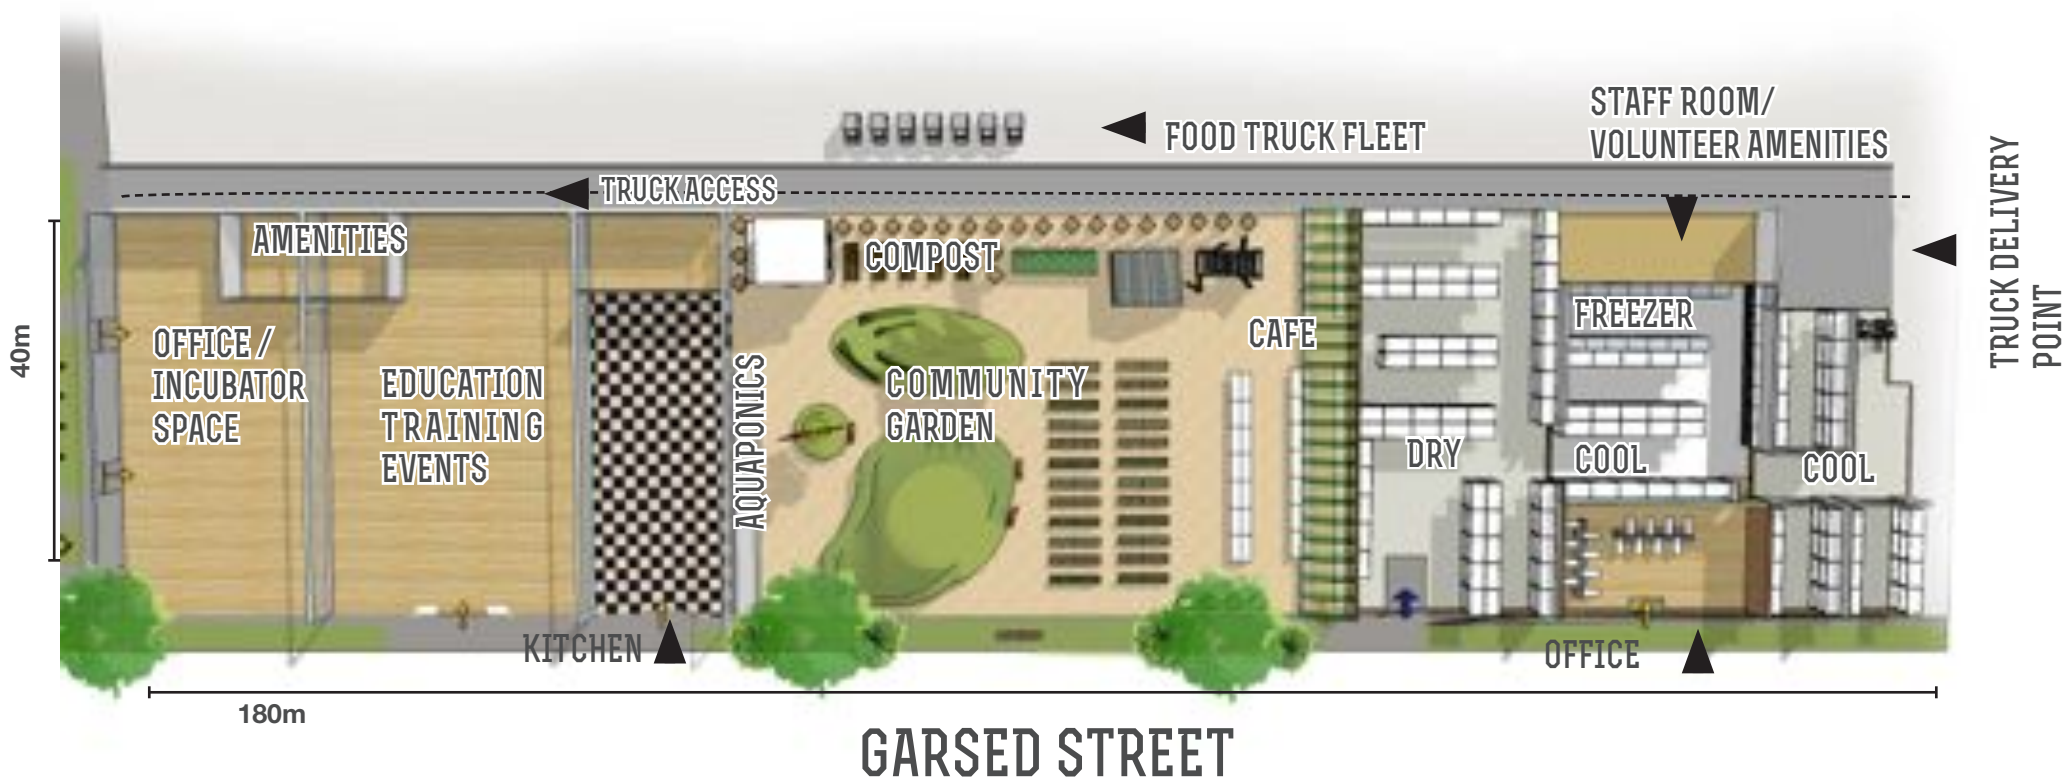 STAFF ROOM/
VOLUNTEER AMENITIES
FOOD TRUCK FLEET
TRUCK DELIVERY
POINT
TRUCK ACCESS
AMENITIES
COMPOST
40m
OFFICE /
INCUBATOR
SPACE
EDUCATION
TRAINING
EVENTS
AQUAPONICS
COMMUNITY
GARDEN
CAFE
FREEZER
DRY
COOL
COOL
KITCHEN
OFFICE
180m
GARSED STREET